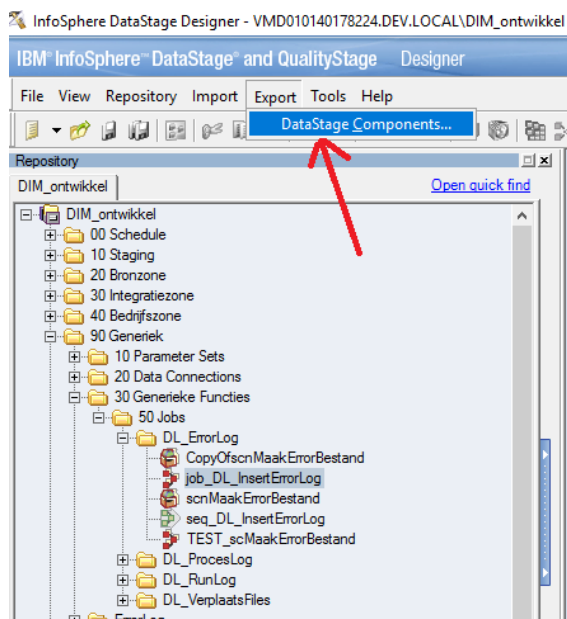 InfoSphere DataStage Designer - VMD010140178224.DEV.LOCAL\DIM_ontwikkel
IBM® InfoSphere™ DataStage® and QualityStage Designer
File View Repository Import Export Tools Help
DataStage Components...
Repository
DIM_ontwikkel Open quick find
DIM_ontwikkel
00 Schedule
10 Staging
20 Bronzone
30 Integratiezone
40 Bedrijfszone
90 Generiek
10 Parameter Sets
20 Data Connections
30 Generieke Functies
50 Jobs
DL_ErrorLog
CopyOfscnMaakErrorBestand
job_DL_InsertErrorLog
scnMaakErrorBestand
seq_DL_InsertErrorLog
TEST_scMaakErrorBestand
DL_ProcesLog
DL_RunLog
DL_VerplaatsFiles
ErrorLog